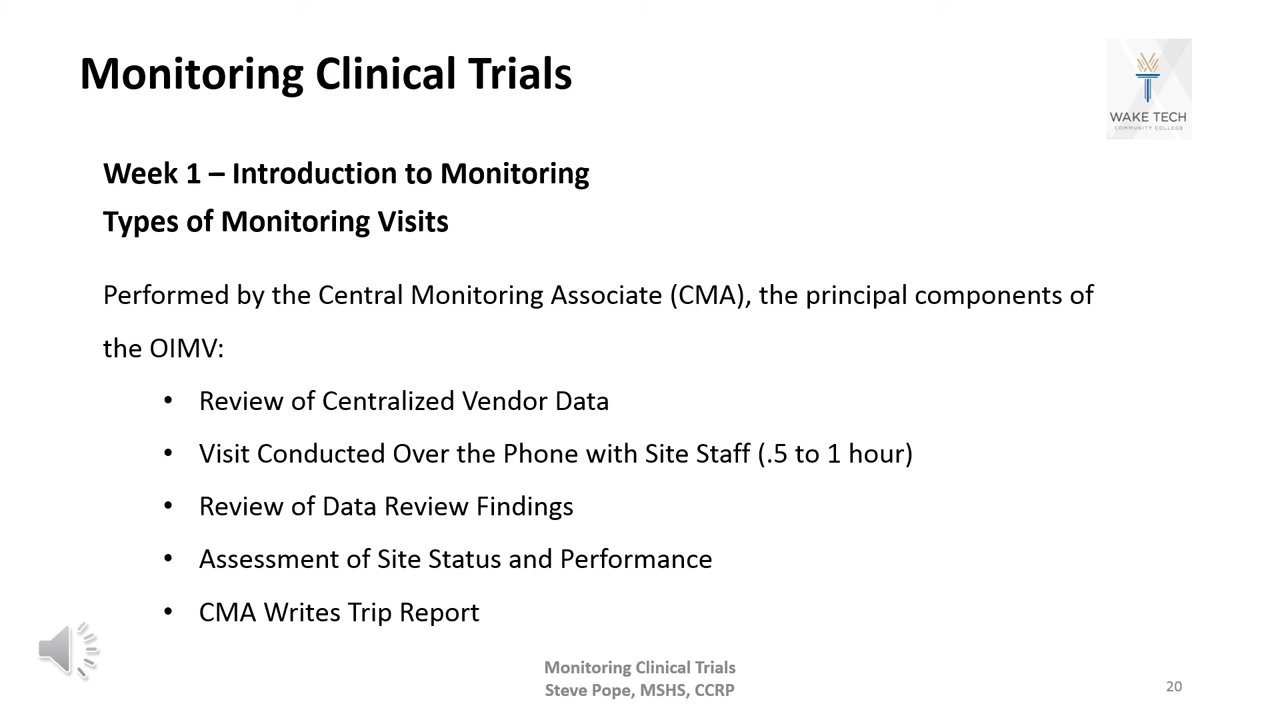 Monitoring Clinical Trials
WAKE TECH
COMMUNITY COLLEGE
Week 1 – Introduction to Monitoring
Types of Monitoring Visits
Performed by the Central Monitoring Associate (CMA), the principal components of
the OIMV:
• Review of Centralized Vendor Data
• Visit Conducted Over the Phone with Site Staff (.5 to 1 hour)
• Review of Data Review Findings
• Assessment of Site Status and Performance
• CMA Writes Trip Report
Monitoring Clinical Trials
Steve Pope, MSHS, CCRP
20